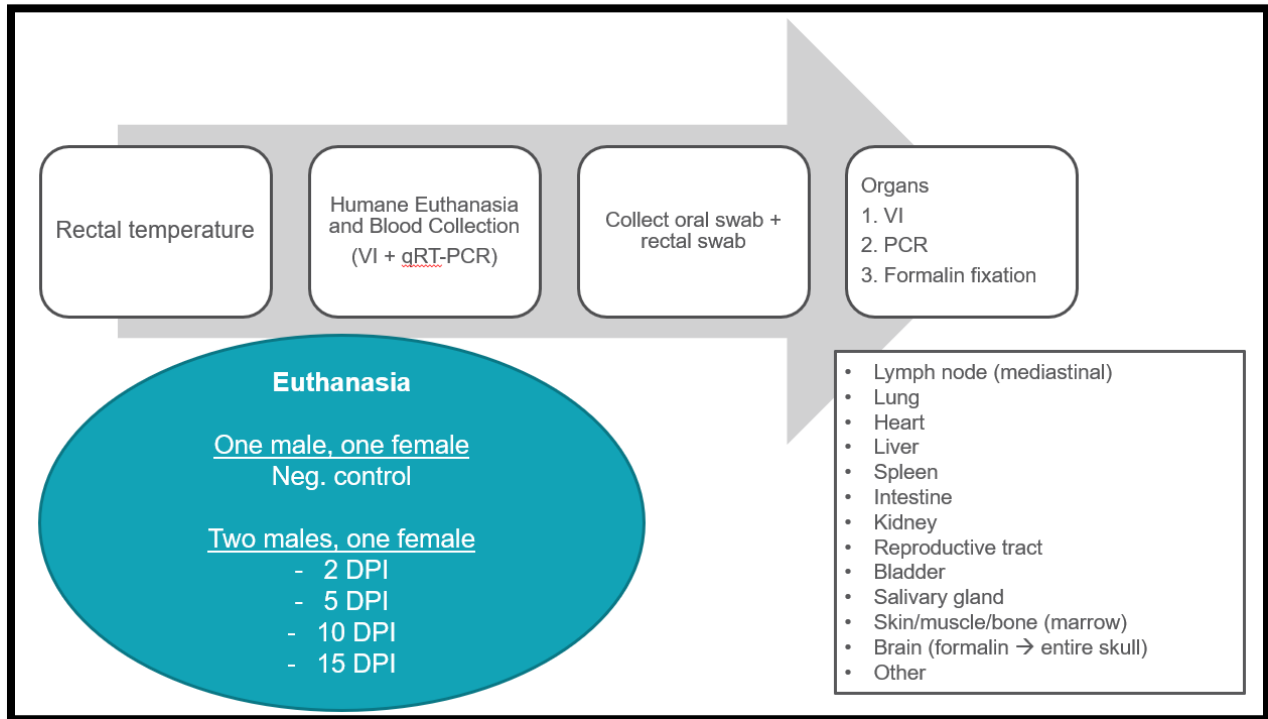 Rectal temperature
Humane Euthanasia
and Blood Collection
(VI + qRT-PCR)
Collect oral swab +
rectal swab
Organs
1. VI
2. PCR
3. Formalin fixation
Euthanasia
One male, one female
Neg. control
Two males, one female
- 2 DPI
- 5 DPI
- 10 DPI
- 15 DPI
• Lymph node (mediastinal)
• Lung
• Heart
• Liver
• Spleen
• Intestine
• Kidney
• Reproductive tract
• Bladder
• Salivary gland
• Skin/muscle/bone (marrow)
• Brain (formalin → entire skull)
• Other